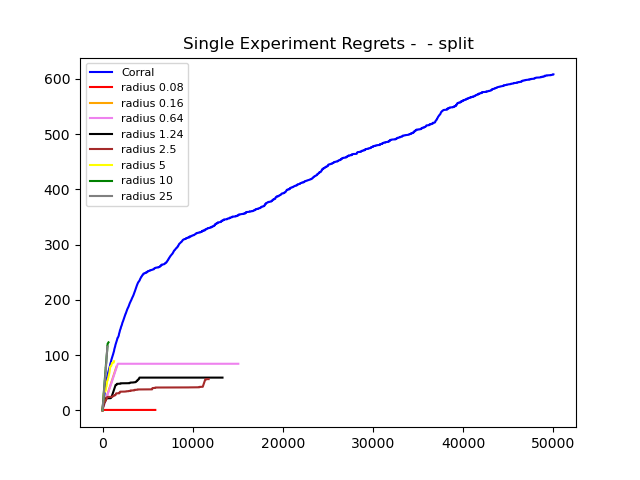 Single Experiment Regrets -  - split
Corral
radius 0.08
radius 0.16
radius 0.64
radius 1.24
radius 2.5
radius 5
radius 10
radius 25
600
500
400
300
200
100
0
0 10000 20000 30000 40000 50000